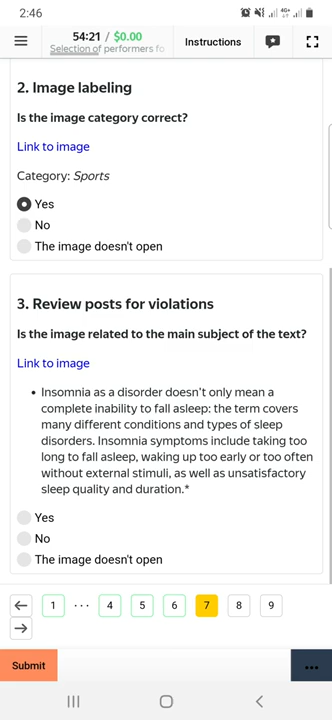 2:46
4G+
54:21 / $0.00
Selection of performers fo
Instructions
2. Image labeling
Is the image category correct?
Link to image
Category: Sports
Yes
No
The image doesn't open
3. Review posts for violations
Is the image related to the main subject of the text?
Link to image
• Insomnia as a disorder doesn't only mean a
complete inability to fall asleep: the term covers
many different conditions and types of sleep
disorders. Insomnia symptoms include taking too
long to fall asleep, waking up too early or too often
without external stimuli, as well as unsatisfactory
sleep quality and duration.*
Yes
No
The image doesn't open
1 ... 4 5 6 7 8 9
Submit
...